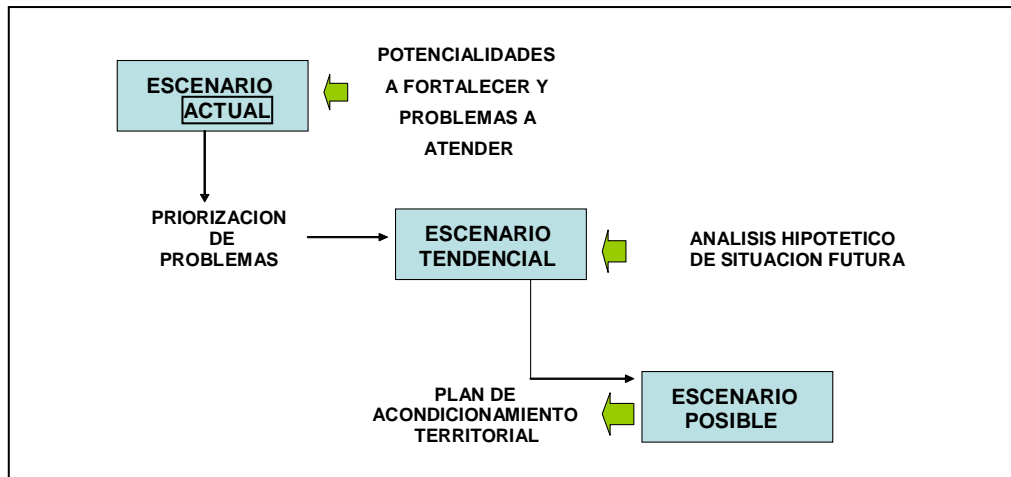 ESCENARIO
ACTUAL
POTENCIALIDADES
A FORTALECER Y
PROBLEMAS A
ATENDER
PRIORIZACION
DE
PROBLEMAS
ESCENARIO
TENDENCIAL
ANALISIS HIPOTETICO
DE SITUACION FUTURA
PLAN DE
ACONDICIONAMIENTO
TERRITORIAL
ESCENARIO
POSIBLE